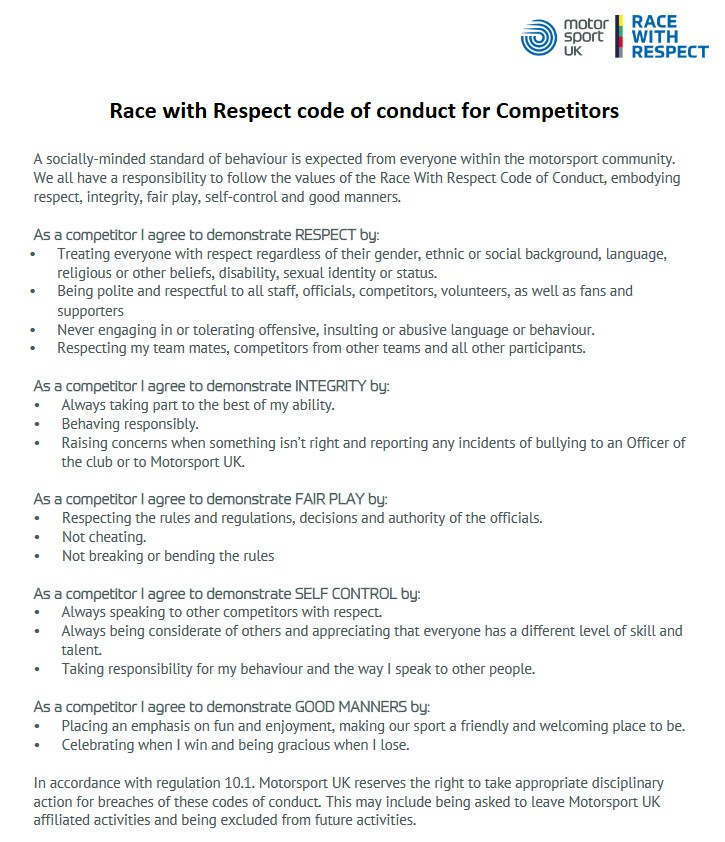 motor
sport
UK
RACE
WITH
RESPECT
Race with Respect code of conduct for Competitors
A socially-minded standard of behaviour is expected from everyone within the motorsport community.
We all have a responsibility to follow the values of the Race With Respect Code of Conduct, embodying
respect, integrity, fair play, self-control and good manners.
As a competitor I agree to demonstrate RESPECT by:
• Treating everyone with respect regardless of their gender, ethnic or social background, language,
religious or other beliefs, disability, sexual identity or status.
• Being polite and respectful to all staff, officials, competitors, volunteers, as well as fans and
supporters
• Never engaging in or tolerating offensive, insulting or abusive language or behaviour.
• Respecting my team mates, competitors from other teams and all other participants.
As a competitor I agree to demonstrate INTEGRITY by:
• Always taking part to the best of my ability.
• Behaving responsibly.
• Raising concerns when something isn't right and reporting any incidents of bullying to an Officer of
the club or to Motorsport UK.
As a competitor I agree to demonstrate FAIR PLAY by:
• Respecting the rules and regulations, decisions and authority of the officials.
• Not cheating.
• Not breaking or bending the rules
As a competitor I agree to demonstrate SELF CONTROL by:
• Always speaking to other competitors with respect.
• Always being considerate of others and appreciating that everyone has a different level of skill and
talent.
• Taking responsibility for my behaviour and the way I speak to other people.
As a competitor I agree to demonstrate GOOD MANNERS by:
• Placing an emphasis on fun and enjoyment, making our sport a friendly and welcoming place to be.
• Celebrating when I win and being gracious when I lose.
In accordance with regulation 10.1. Motorsport UK reserves the right to take appropriate disciplinary
action for breaches of these codes of conduct. This may include being asked to leave Motorsport UK
affiliated activities and being excluded from future activities.